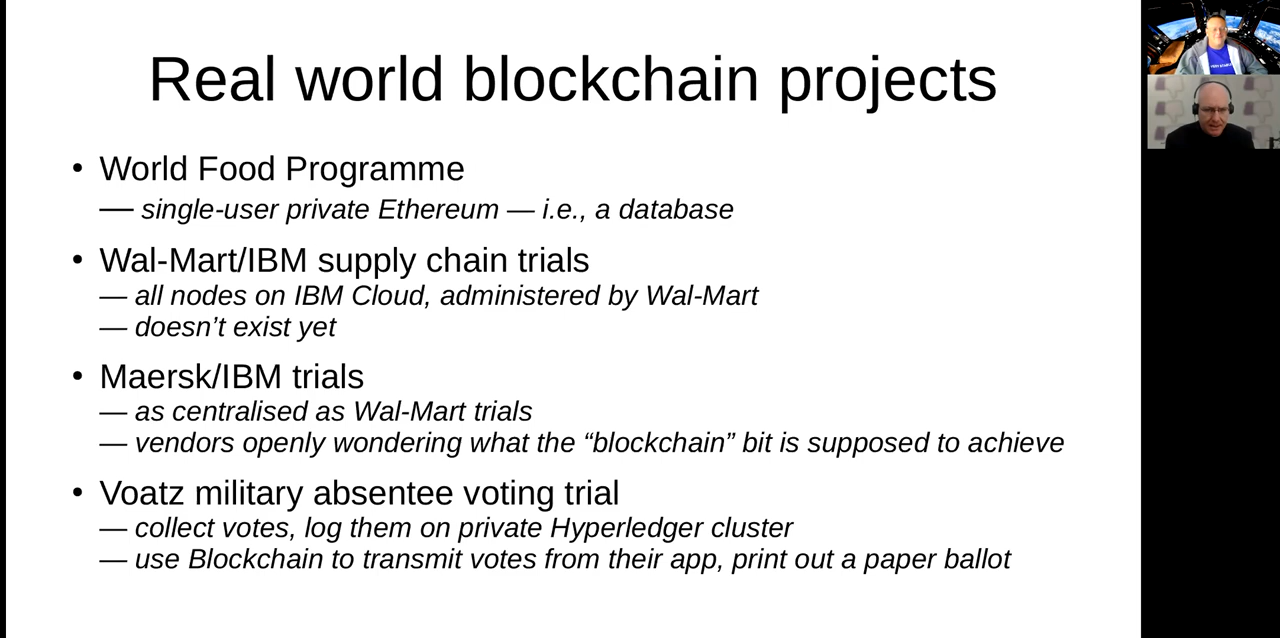 Real world blockchain projects
• World Food Programme
— single-user private Ethereum — i.e., a database
• Wal-Mart/IBM supply chain trials
— all nodes on IBM Cloud, administered by Wal-Mart
— doesn’t exist yet
• Maersk/IBM trials
— as centralised as Wal-Mart trials
— vendors openly wondering what the “blockchain” bit is supposed to achieve
• Voatz military absentee voting trial
— collect votes, log them on private Hyperledger cluster
— use Blockchain to transmit votes from their app, print out a paper ballot